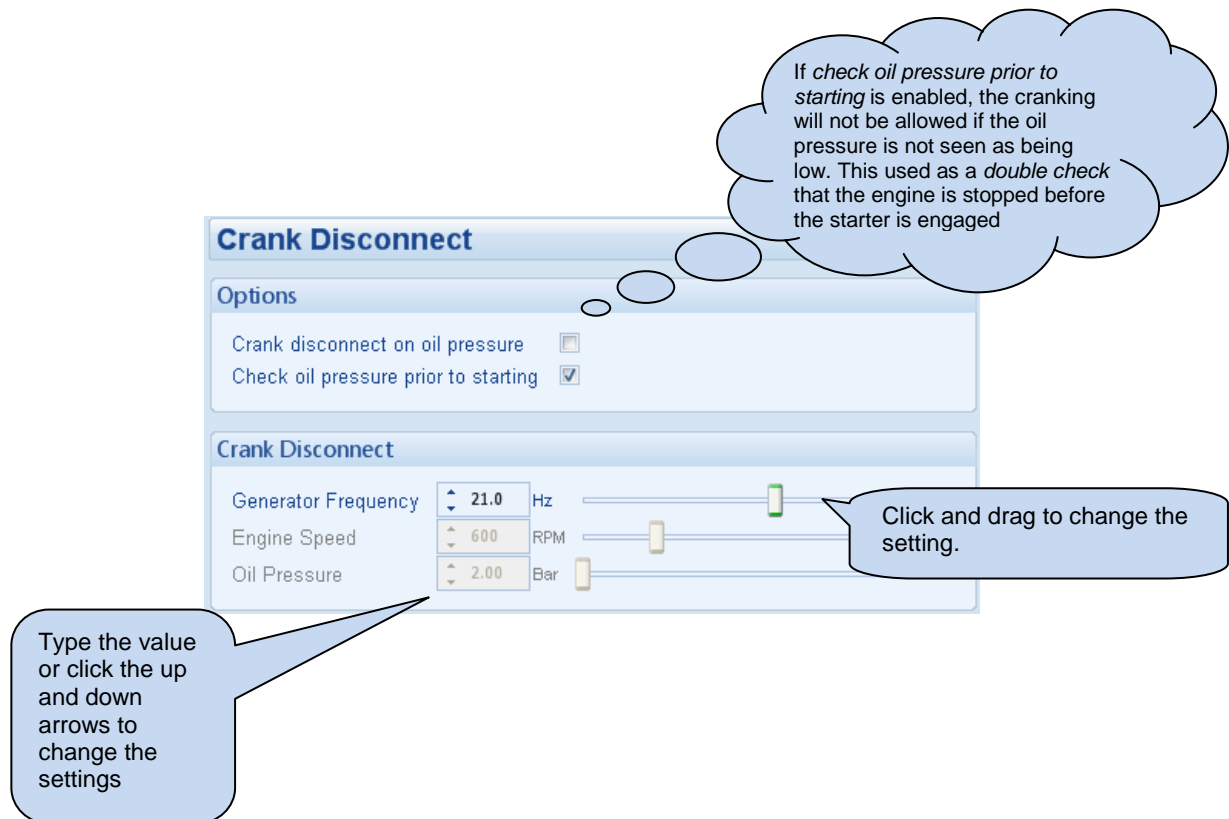 If check oil pressure prior to
starting is enabled, the cranking
will not be allowed if the oil
pressure is not seen as being
low. This used as a double check
that the engine is stopped before
the starter is engaged
Crank Disconnect
Options
Crank disconnect on oil pressure
Check oil pressure prior to starting
Crank Disconnect
Generator Frequency 21.0 Hz
Engine Speed 600 RPM
Oil Pressure 2.00 Bar
Click and drag to change the
setting.
Type the value
or click the up
and down
arrows to
change the
settings